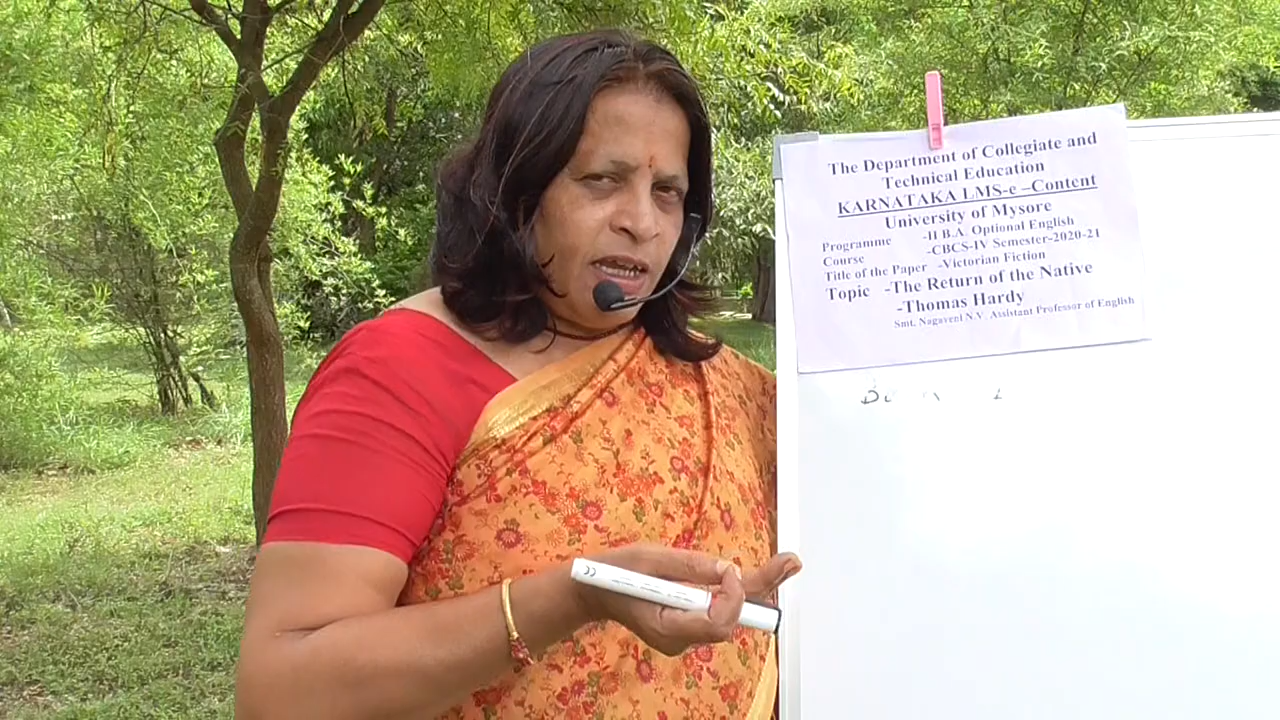 The Department of Collegiate and
Technical Education
KARNATAKA LMS-e –Content
University of Mysore
Programme -II B.A. Optional English
Course -CBCS-IV Semester-2020-21
Title of the Paper -Victorian Fiction
Topic -The Return of the Native
-Thomas Hardy
Smt. Nagaveni N.V. Assistant Professor of English